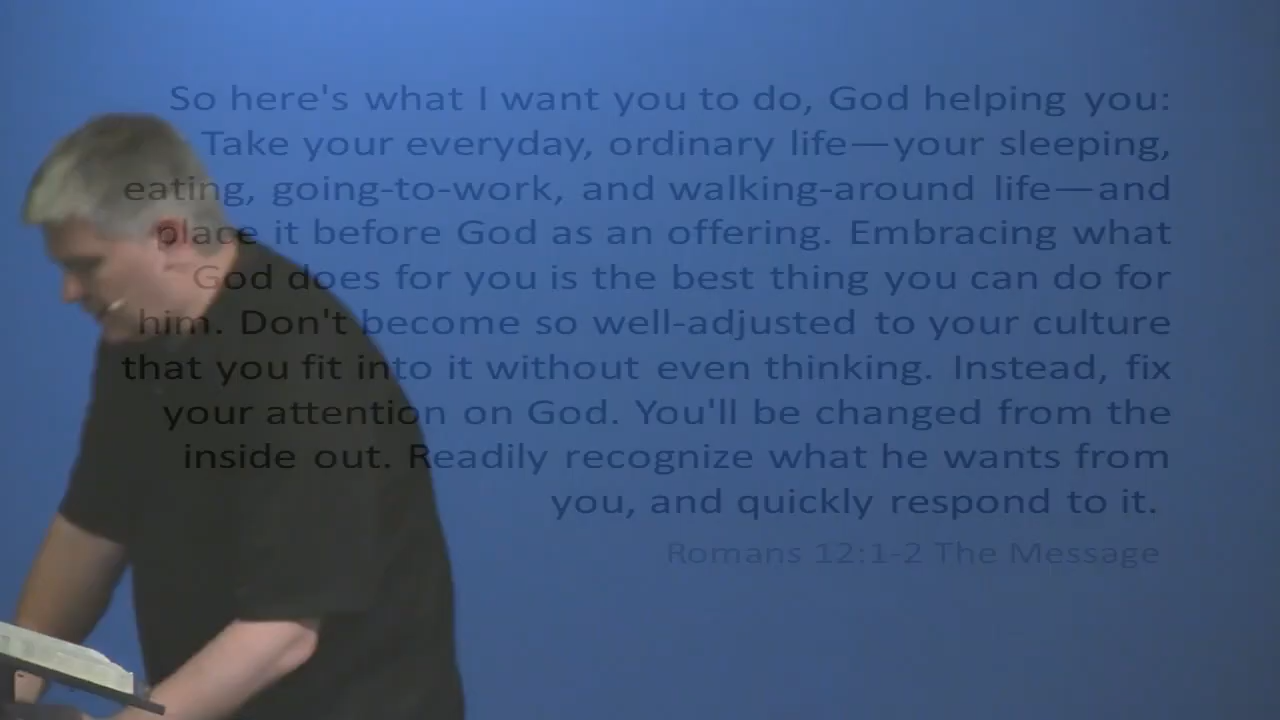 So here's what I want you to do, God helping you:
Take your everyday, ordinary life—your sleeping,
eating, going-to-work, and walking-around life—and
place it before God as an offering. Embracing what
God does for you is the best thing you can do for
him. Don't become so well-adjusted to your culture
that you fit into it without even thinking. Instead, fix
your attention on God. You'll be changed from the
inside out. Readily recognize what he wants from
you, and quickly respond to it.
Romans 12:1-2 The Message